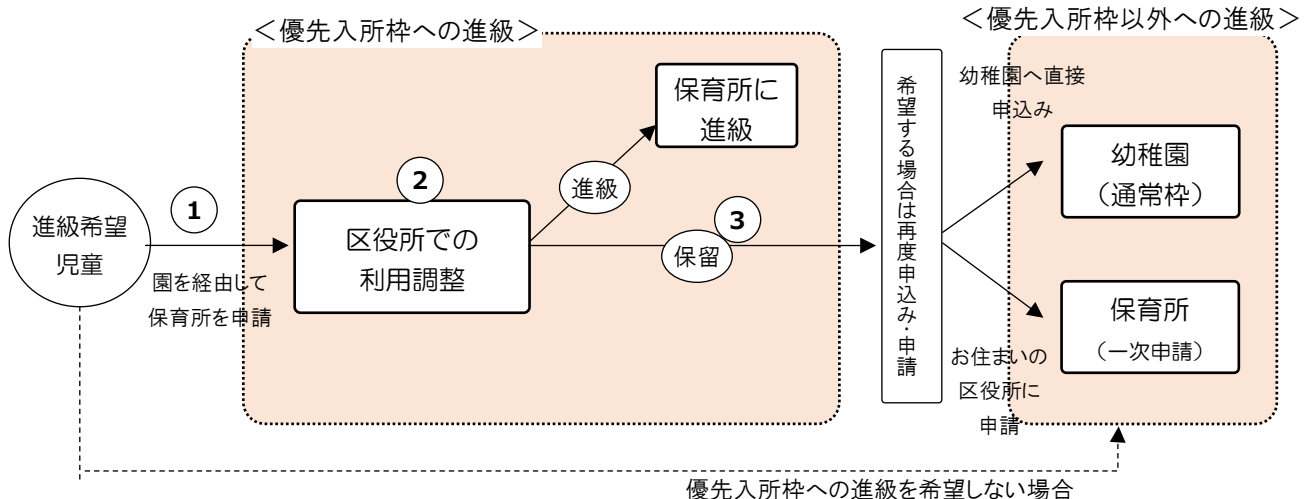 ＜優先入所枠への進級＞
＜優先入所枠以外への進級＞
進級希望
児童
①
園を経由して
保育所を申請
②
区役所での
利用調整
進級
保育所に
進級
③
保留
希望する場合は再度申込み・申請
幼稚園へ直接
申込み
幼稚園
（通常枠）
保育所
（一次申請）
お住まいの
区役所に
申請
優先入所枠への進級を希望しない場合